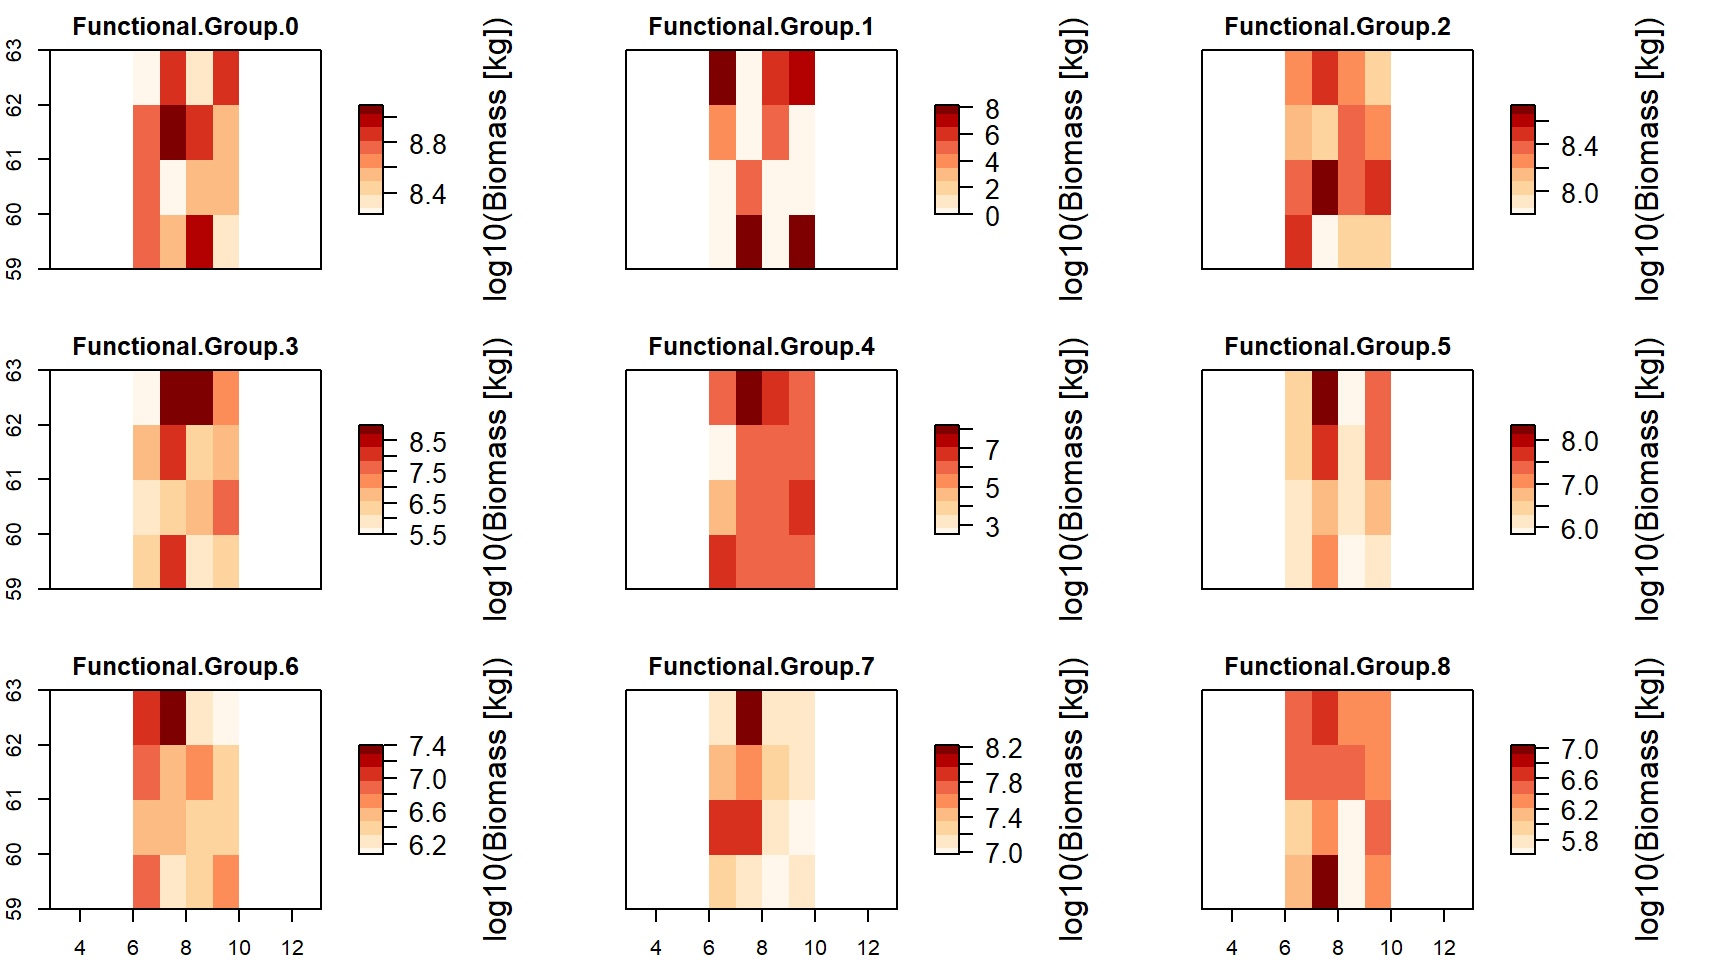 Functional.Group.0
63
62
61
60
59
8.8
8.4
log10(Biomass [kg])
Functional.Group.1
8
6
4
2
0
log10(Biomass [kg])
Functional.Group.2
8.4
8.0
log10(Biomass [kg])
Functional.Group.3
63
62
61
60
59
8.5
7.5
6.5
5.5
log10(Biomass [kg])
Functional.Group.4
7
5
3
log10(Biomass [kg])
Functional.Group.5
8.0
7.0
6.0
log10(Biomass [kg])
Functional.Group.6
63
62
61
60
59
4 6 8 10 12
7.4
7.0
6.6
6.2
log10(Biomass [kg])
Functional.Group.7
4 6 8 10 12
8.2
7.8
7.4
7.0
log10(Biomass [kg])
Functional.Group.8
4 6 8 10 12
7.0
6.6
6.2
5.8
log10(Biomass [kg])